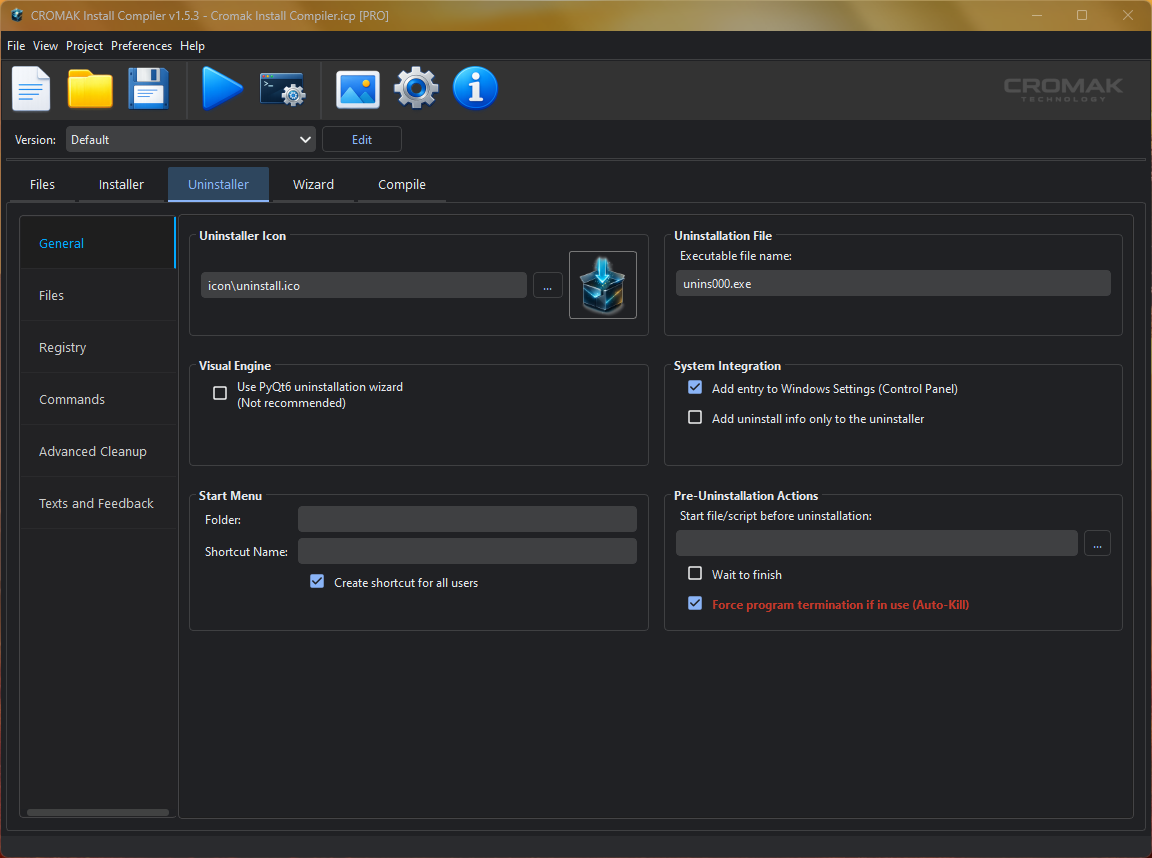 CROMAK Install Compiler v1.5.3 - Cromak Install Compiler.icp [PRO]
File View Project Preferences Help
CROMAK
TECHNOLOGY
Version: Default Edit
Files Installer Uninstaller Wizard Compile
General
Files
Registry
Commands
Advanced Cleanup
Texts and Feedback
Uninstaller Icon
icon\uninstall.ico ...
Uninstallation File
Executable file name:
unins000.exe
Visual Engine
Use PyQt6 uninstallation wizard
(Not recommended)
System Integration
Add entry to Windows Settings (Control Panel)
Add uninstall info only to the uninstaller
Start Menu
Folder:
Shortcut Name:
Create shortcut for all users
Pre-Uninstallation Actions
Start file/script before uninstallation:
...
Wait to finish
Force program termination if in use (Auto-Kill)